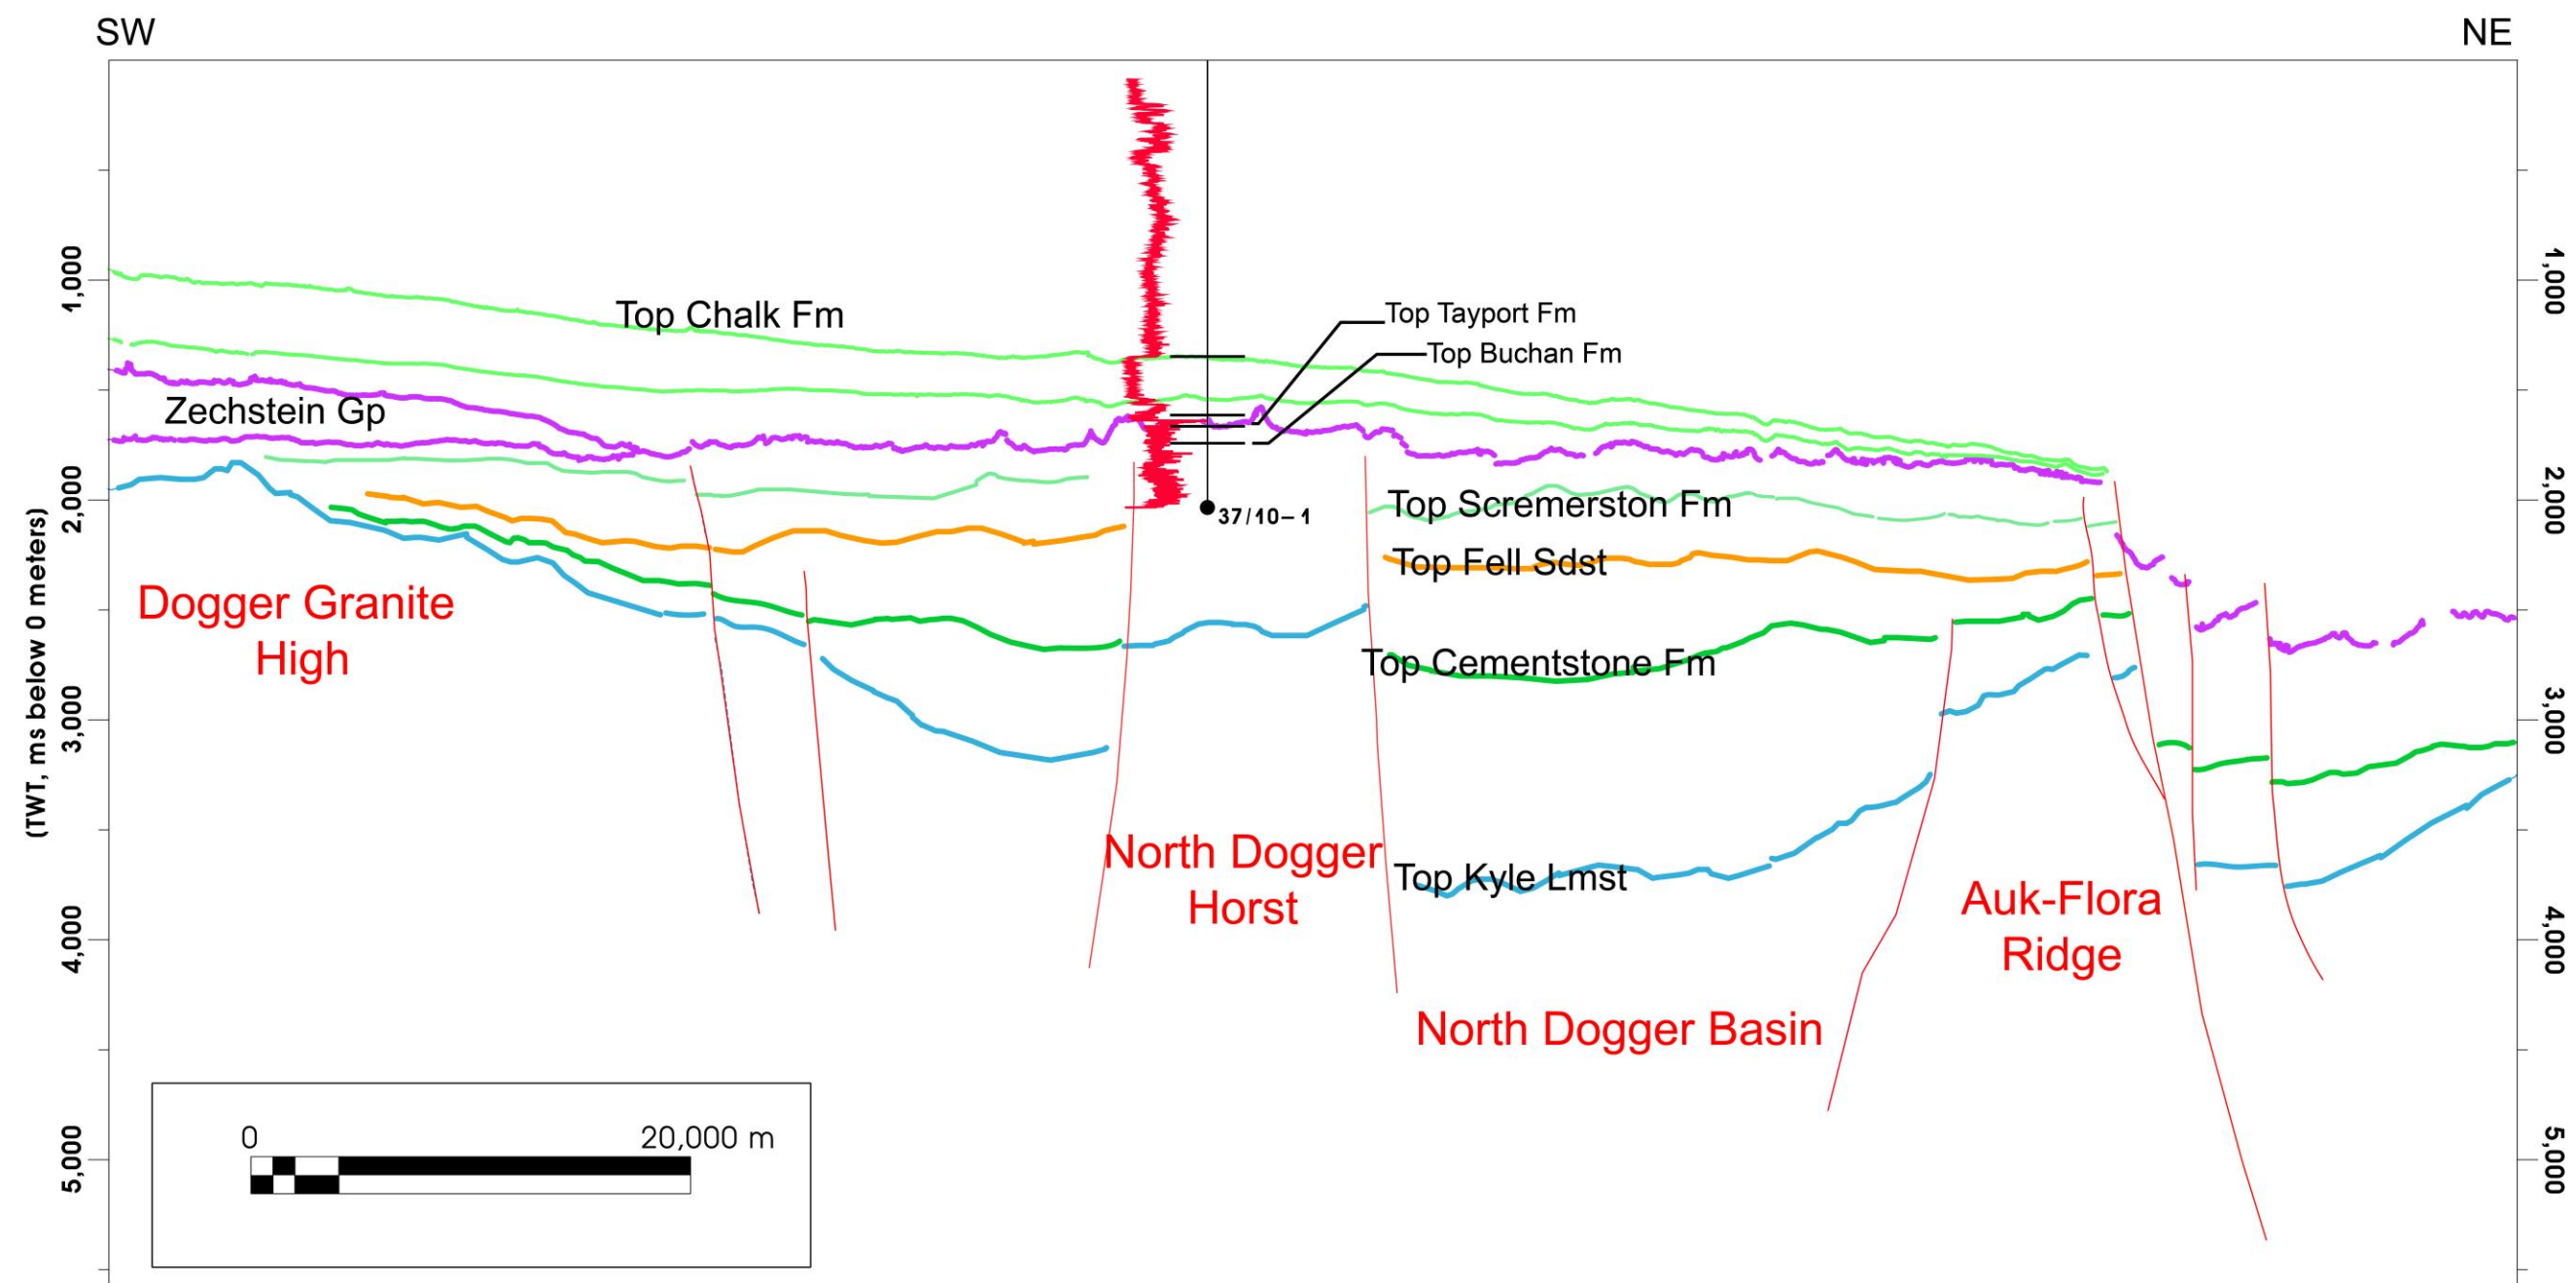 SW
NE
1,000
1,000
Top Chalk Fm
Top Tayport Fm
Top Buchan Fm
Zechstein Gp
2,000
2,000
Top Scremerston Fm
37/10-1
Top Fell Sdst
Dogger Granite
High
Top Cementstone Fm
(TWT, ms below 0 meters)
3,000
3,000
North Dogger
Horst
Top Kyle Lmst
Auk-Flora
Ridge
4,000
4,000
North Dogger Basin
0
20,000 m
5,000
5,000